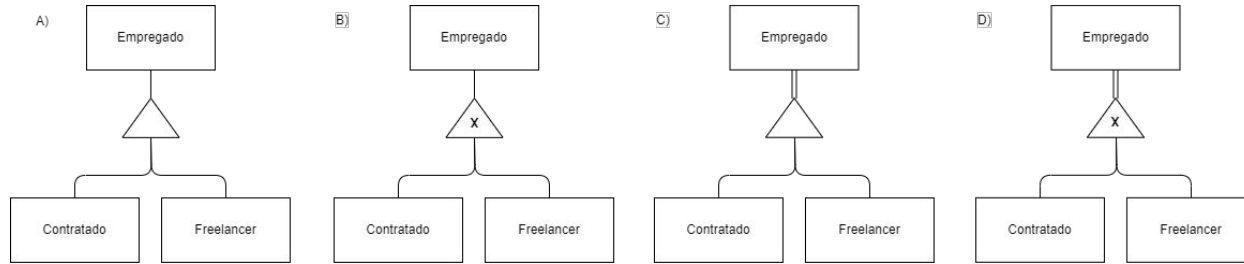 A)
Empregado
Contratado
Freelancer
B)
Empregado
X
Contratado
Freelancer
C)
Empregado
Contratado
Freelancer
D)
Empregado
X
Contratado
Freelancer